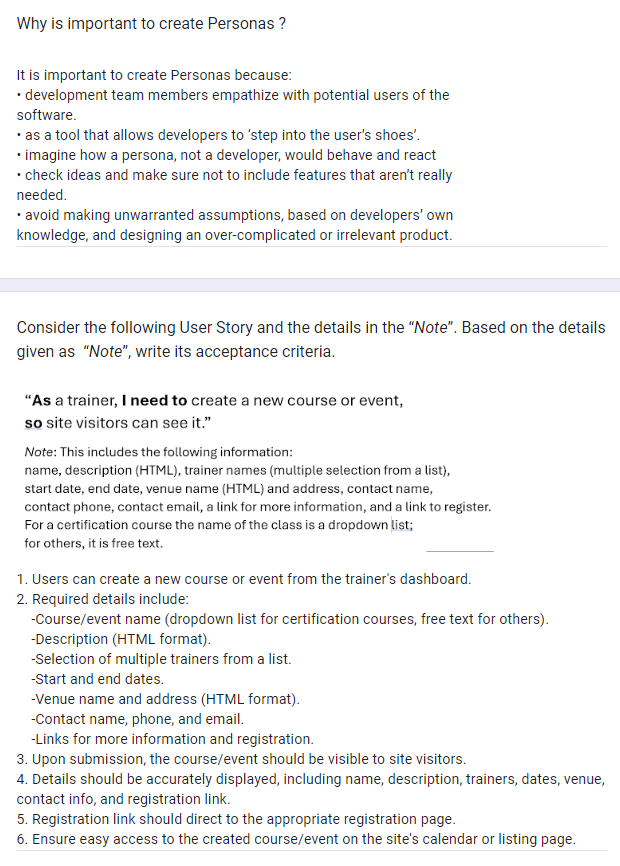 Why is important to create Personas ?
It is important to create Personas because:
• development team members empathize with potential users of the
software.
• as a tool that allows developers to ‘step into the user’s shoes’.
• imagine how a persona, not a developer, would behave and react
• check ideas and make sure not to include features that aren’t really
needed.
• avoid making unwarranted assumptions, based on developers’ own
knowledge, and designing an over-complicated or irrelevant product.
Consider the following User Story and the details in the “Note”. Based on the details
given as “Note”, write its acceptance criteria.
“As a trainer, I need to create a new course or event,
so site visitors can see it.”
Note: This includes the following information:
name, description (HTML), trainer names (multiple selection from a list),
start date, end date, venue name (HTML) and address, contact name,
contact phone, contact email, a link for more information, and a link to register.
For a certification course the name of the class is a dropdown list;
for others, it is free text.
1. Users can create a new course or event from the trainer's dashboard.
2. Required details include:
-Course/event name (dropdown list for certification courses, free text for others).
-Description (HTML format).
-Selection of multiple trainers from a list.
-Start and end dates.
-Venue name and address (HTML format).
-Contact name, phone, and email.
-Links for more information and registration.
3. Upon submission, the course/event should be visible to site visitors.
4. Details should be accurately displayed, including name, description, trainers, dates, venue,
contact info, and registration link.
5. Registration link should direct to the appropriate registration page.
6. Ensure easy access to the created course/event on the site's calendar or listing page.